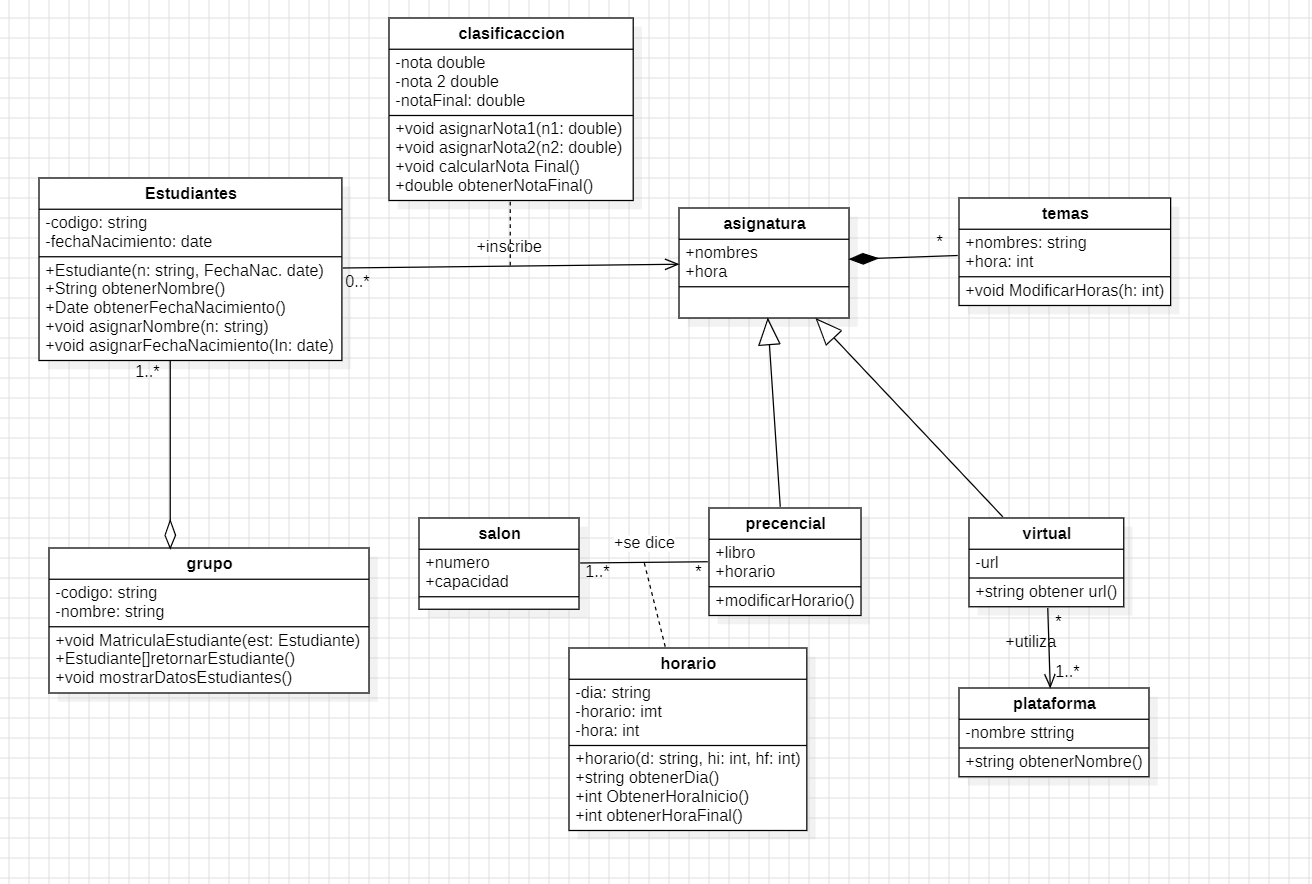 clasificaccion
-nota double
-nota 2 double
-notaFinal: double
+void asignarNota1(n1: double)
+void asignarNota2(n2: double)
+void calcularNota Final()
+double obtenerNotaFinal()
Estudiantes
-codigo: string
-fechaNacimiento: date
+Estudiante(n: string, FechaNac. date)
+String obtenerNombre()
+Date obtenerFechaNacimiento()
+void asignarNombre(n: string)
+void asignarFechaNacimiento(In: date)
+inscribe
0..*
asignatura
+nombres
+hora
*
temas
+nombres: string
+hora: int
+void ModificarHoras(h: int)
1..*
grupo
-codigo: string
-nombre: string
+void MatriculaEstudiante(est: Estudiante)
+Estudiante[]retornarEstudiante()
+void mostrarDatosEstudiantes()
salon
+numero
+capacidad
+se dice
1..*
*
precencial
+libro
+horario
+modificarHorario()
virtual
-url
+string obtener url()
*
+utiliza
1..*
horario
-dia: string
-horario: imt
-hora: int
+horario(d: string, hi: int, hf: int)
+string obtenerDia()
+int ObtenerHoraInicio()
+int obtenerHoraFinal()
plataforma
-nombre sttring
+string obtenerNombre()